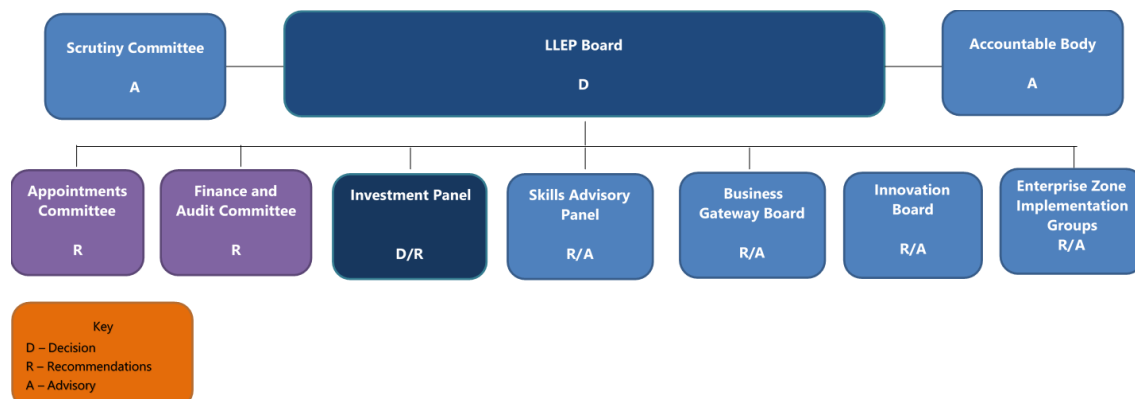 Scrutiny Committee
A
LLEP Board
D
Accountable Body
A
Appointments
Committee
R
Finance and
Audit Committee
R
Investment Panel
D/R
Skills Advisory
Panel
R/A
Business
Gateway Board
R/A
Innovation
Board
R/A
Enterprise Zone
Implementation
Groups
R/A
Key
D – Decision
R – Recommendations
A – Advisory